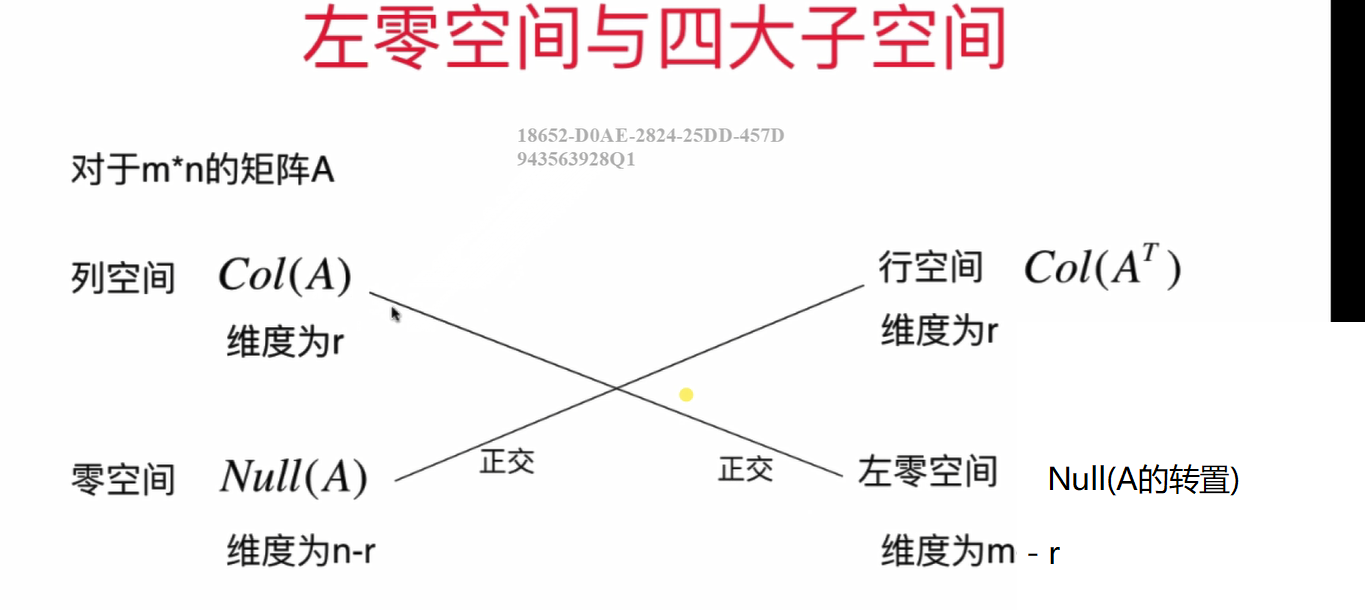 左零空间与四大子空间
18652-D0AE-2824-25DD-457D
943563928Q1
对于m*n的矩阵A
列空间 Col(A)
维度为r
行空间 Col(A^T)
维度为r
正交
正交
零空间 Null(A)
维度为n-r
左零空间 Null(A的转置)
维度为m - r